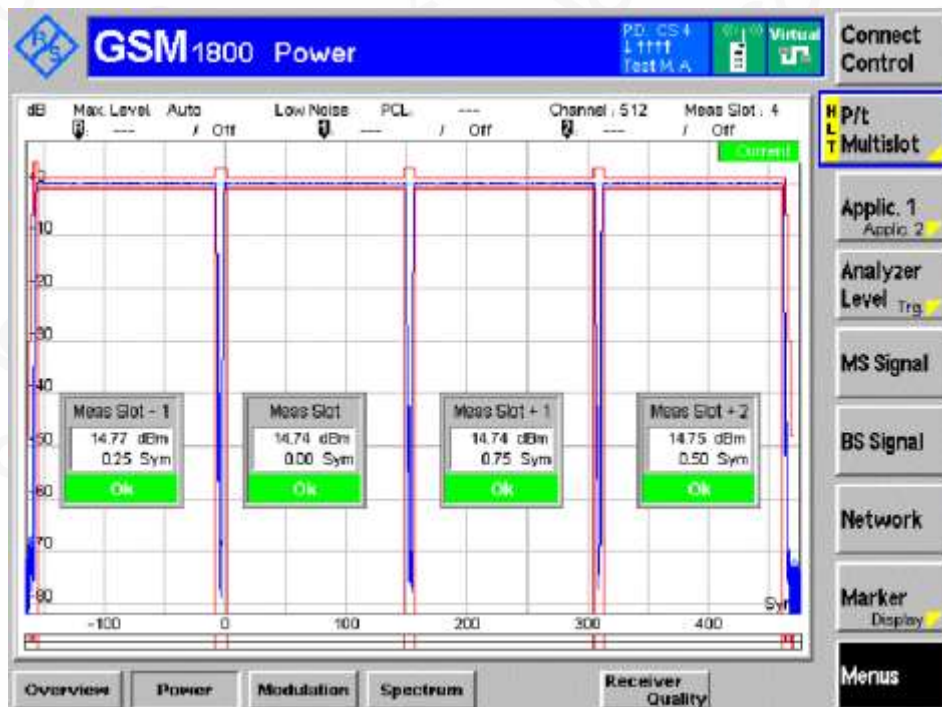 R S
GSM 1800 Power
P.D. CS 4
Test M. A.
Virtual
Connect Control
dB Max. Level Auto Low Noise PCL: --- Channel : 512 Meas Slot : 4
--- / Off 1 --- / Off 2 --- / Off
Current
H L T
P/t Multislot
-10
-20
-30
-40
-50
-60
-70
-80
Meas Slot - 1
14.77 dBm
0.25 Sym
Ok
Meas Slot
14.74 dBm
0.00 Sym
Ok
Meas Slot + 1
14.74 dBm
0.75 Sym
Ok
Meas Slot + 2
14.75 dBm
0.50 Sym
Ok
Sym
-100 0 100 200 300 400
Applic. 1
Applic. 2
Analyzer Level Trg.
MS Signal
BS Signal
Network
Marker
Display
Menus
Overview Power Modulation Spectrum Receiver Quality